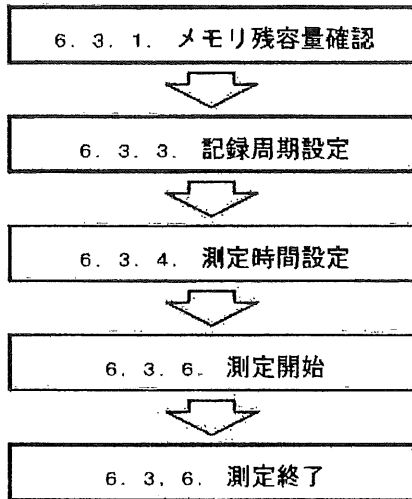 6. 3. 1. メモリ残容量確認
6. 3. 3. 記録周期設定
6. 3. 4. 測定時間設定
6. 3. 6. 測定開始
6. 3. 6. 測定終了